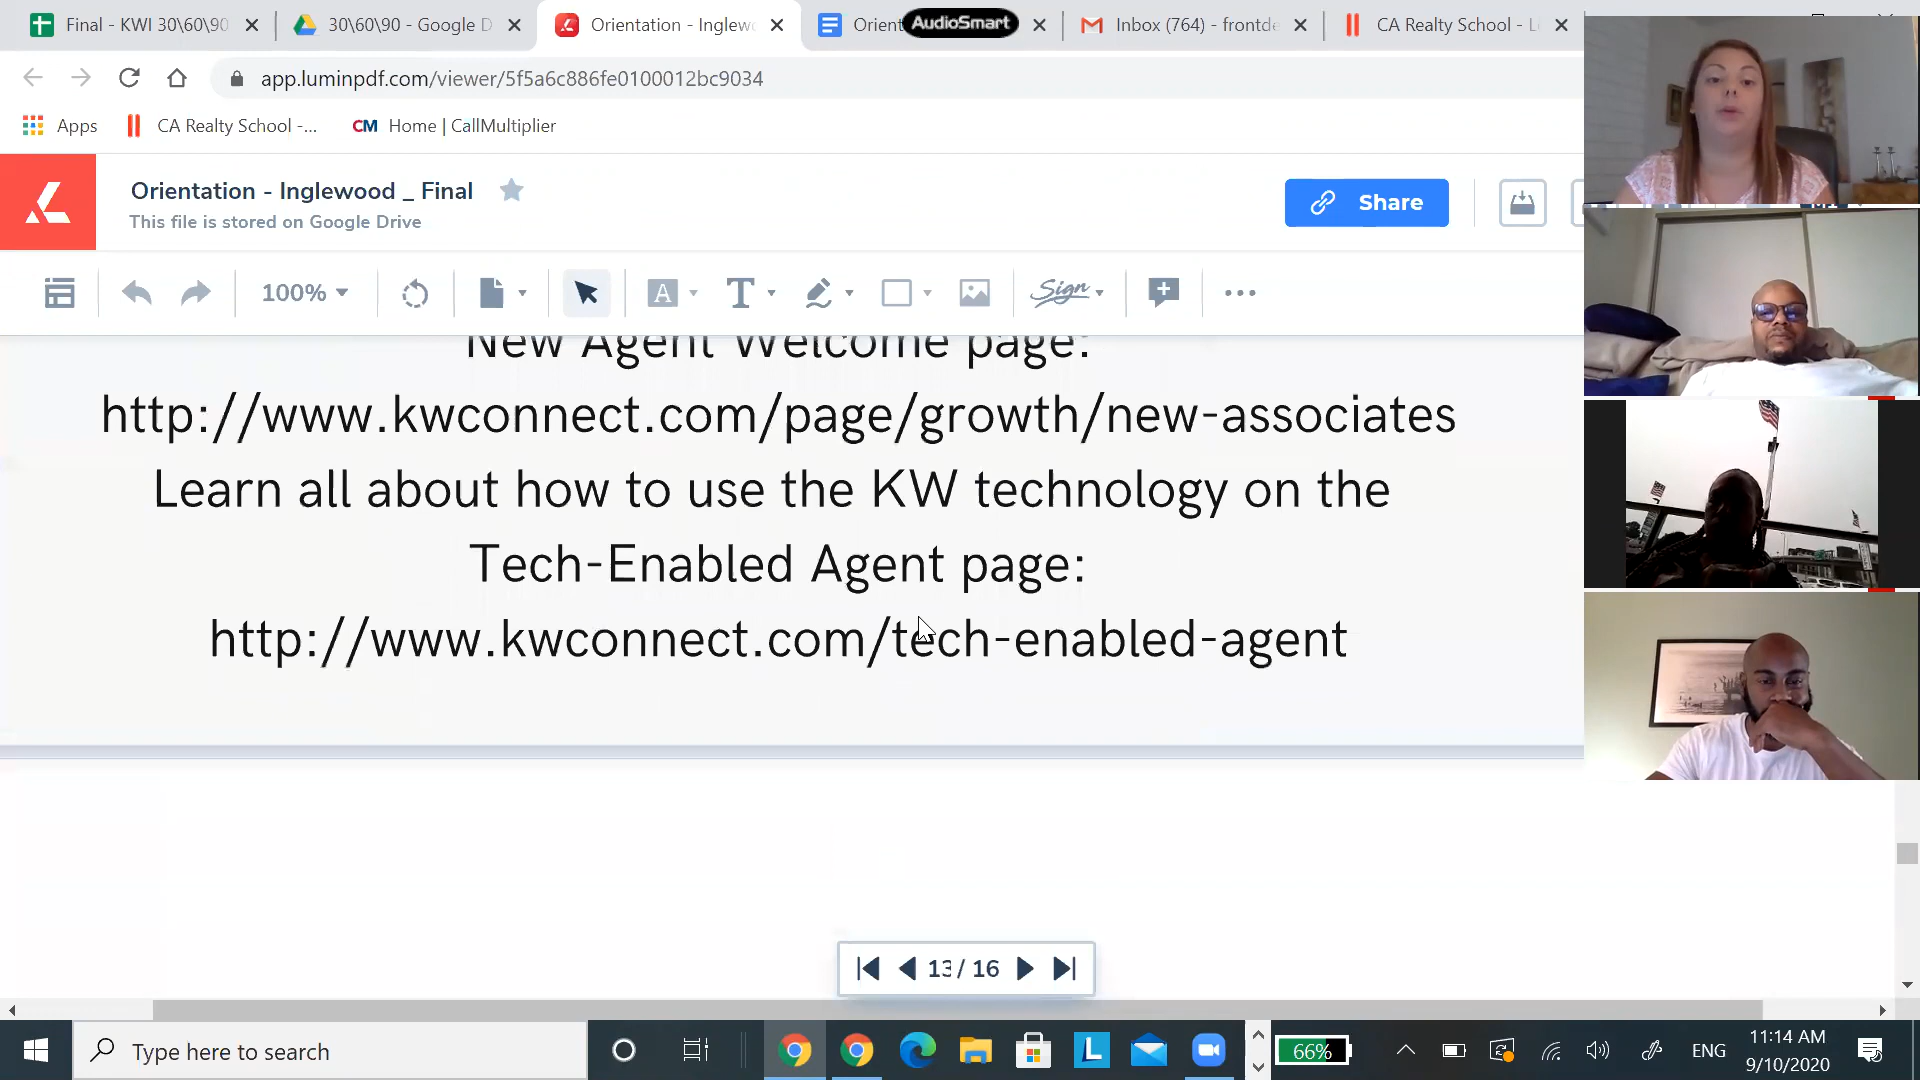 Final - KWI 30\60\90
30\60\90 - Google D
Orientation - Inglew
Orient
AudioSmart
Inbox (764) - frontde
CA Realty School - L
app.luminpdf.com/viewer/5f5a6c886fe0100012bc9034
Apps
CA Realty School -...
CM Home | CallMultiplier
Orientation - Inglewood _ Final
This file is stored on Google Drive
Share
100%
A
T
Sign
New Agent Welcome page:
http://www.kwconnect.com/page/growth/new-associates
Learn all about how to use the KW technology on the
Tech-Enabled Agent page:
http://www.kwconnect.com/tech-enabled-agent
13 / 16
Type here to search
L
66%
ENG
11:14 AM
9/10/2020